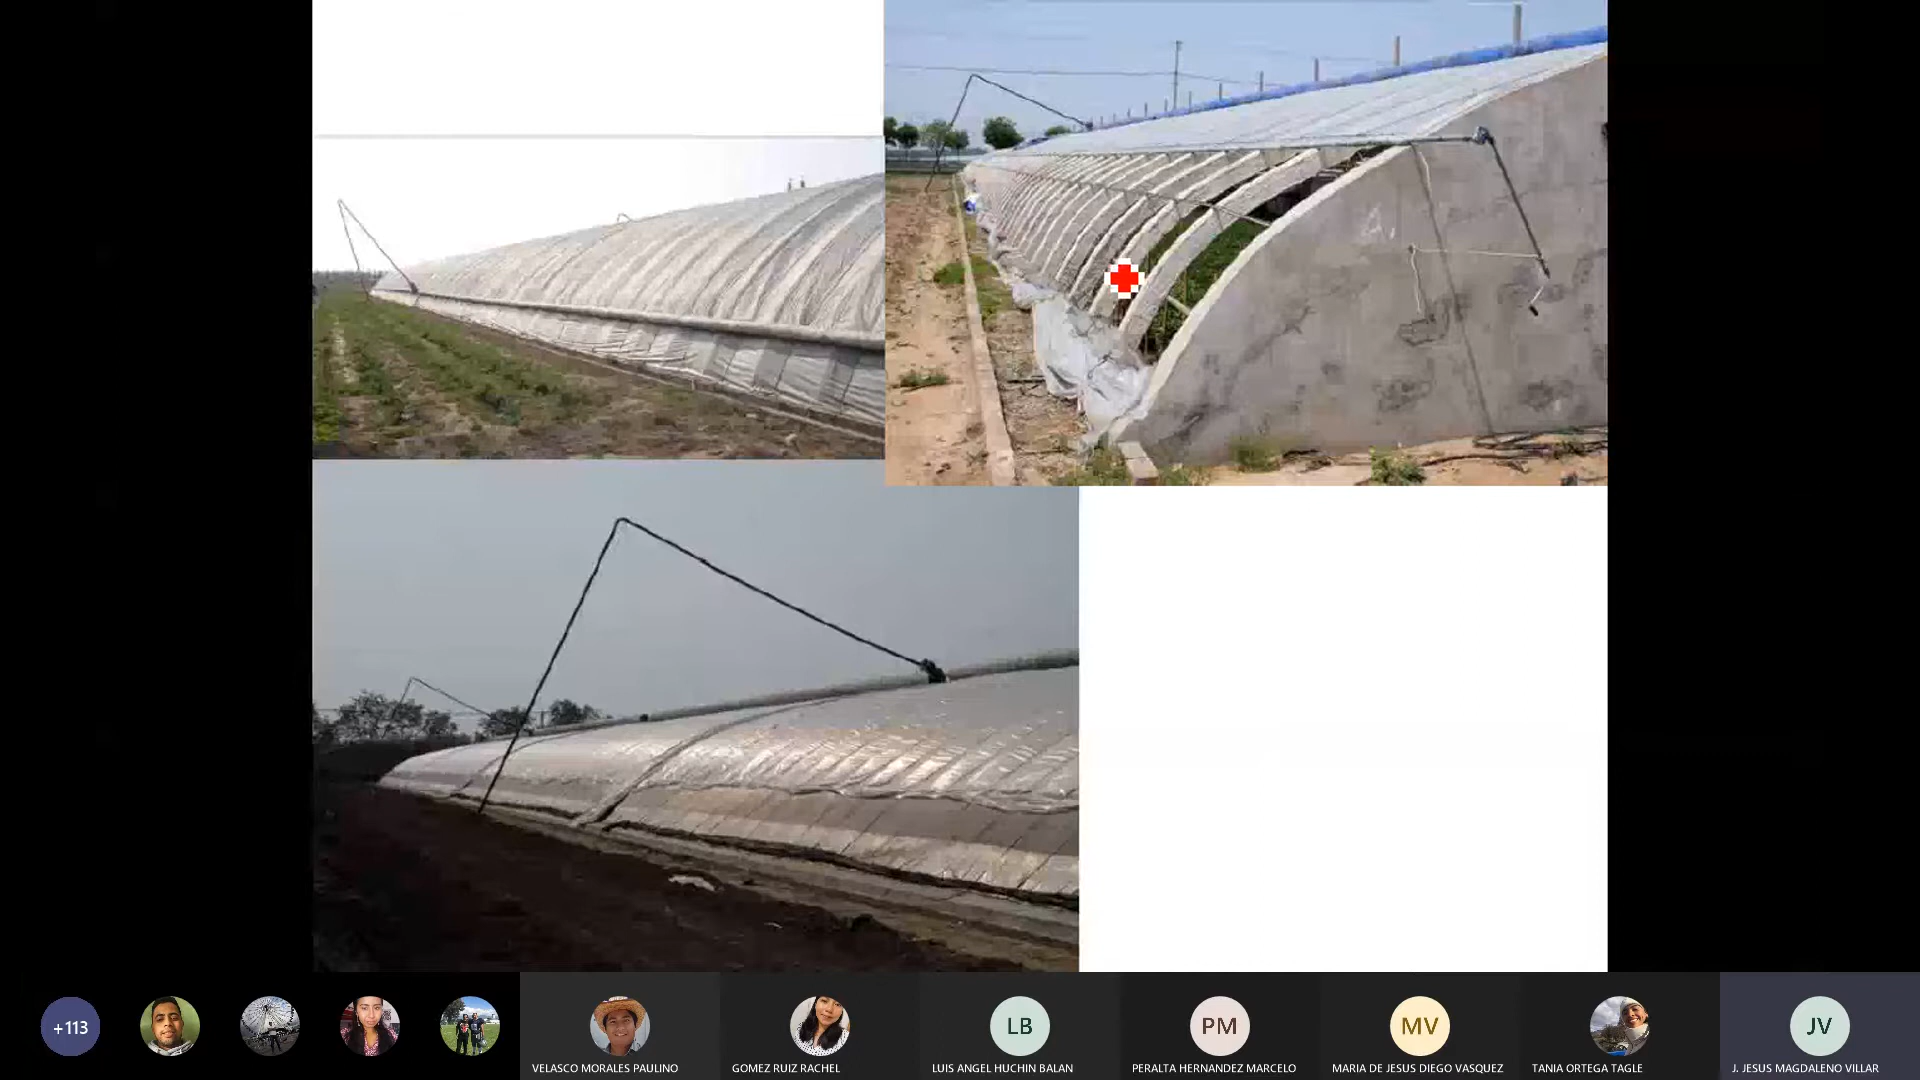 +113
VELASCO MORALES PAULINO
GOMEZ RUIZ RACHEL
LB
LUIS ANGEL HUCHIN BALAN
PM
PERALTA HERNANDEZ MARCELO
MV
MARIA DE JESUS DIEGO VASQUEZ
TANIA ORTEGA TAGLE
JV
J. JESUS MAGDALENO VILLAR